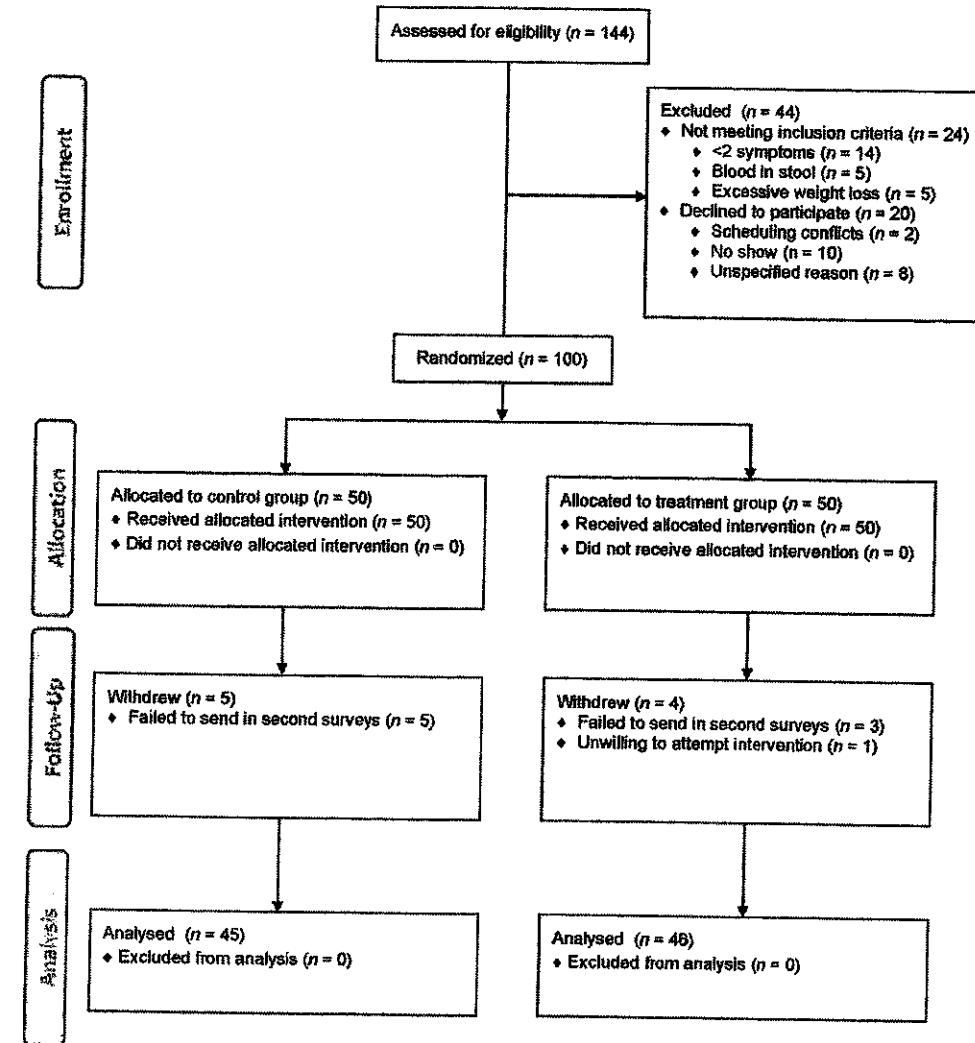 Assessed for eligibility (n = 144)
Enrollment
Excluded (n = 44)
♦ Not meeting inclusion criteria (n = 24)
♦ <2 symptoms (n = 14)
♦ Blood in stool (n = 5)
♦ Excessive weight loss (n = 5)
♦ Declined to participate (n = 20)
♦ Scheduling conflicts (n = 2)
♦ No show (n = 10)
♦ Unspecified reason (n = 8)
Randomized (n = 100)
Allocation
Allocated to control group (n = 50)
♦ Received allocated intervention (n = 50)
♦ Did not receive allocated intervention (n = 0)
Allocated to treatment group (n = 50)
♦ Received allocated intervention (n = 50)
♦ Did not receive allocated intervention (n = 0)
Follow-Up
Withdrew (n = 5)
♦ Failed to send in second surveys (n = 5)
Withdrew (n = 4)
♦ Failed to send in second surveys (n = 3)
♦ Unwilling to attempt intervention (n = 1)
Analysis
Analysed (n = 45)
♦ Excluded from analysis (n = 0)
Analysed (n = 46)
♦ Excluded from analysis (n = 0)